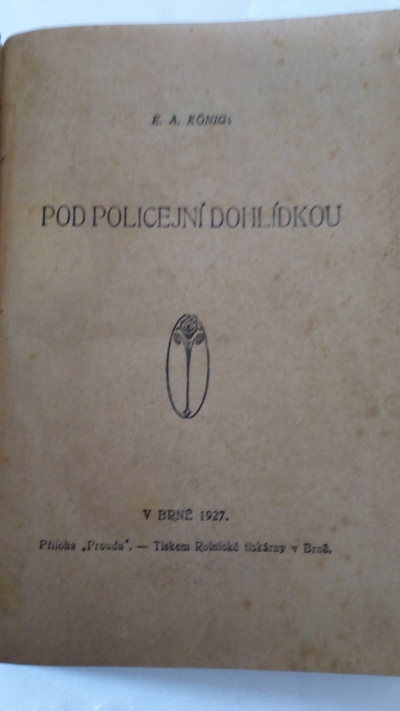 E. A. KÖNIG:
POD POLICEJNÍ DOHLÍDKOU
V BRNĚ 1927.
Příloha „Proudu“. — Tiskem Rolnické tiskárny v Brně.